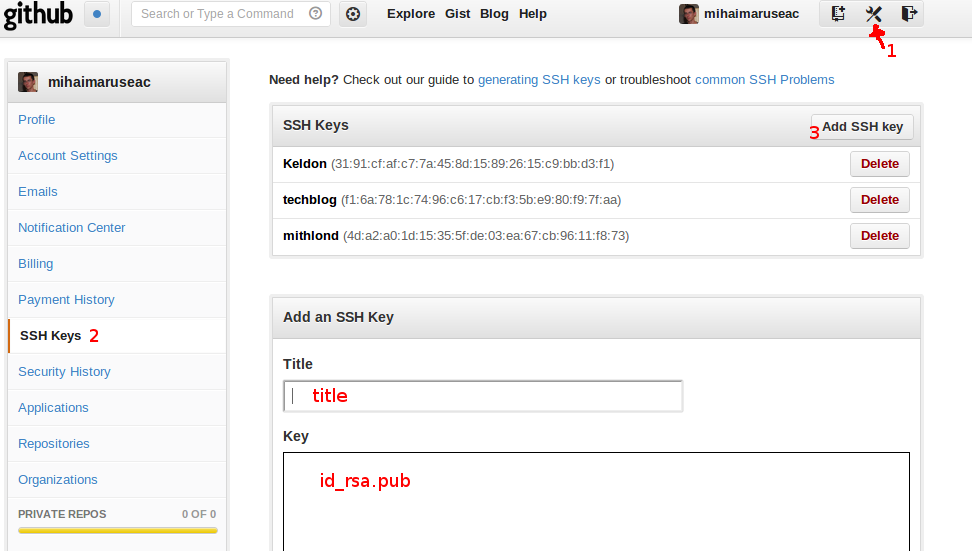 github Search or Type a Command Explore Gist Blog Help mihaimaruseac
1
mihaimaruseac
Profile
Account Settings
Emails
Notification Center
Billing
Payment History
SSH Keys 2
Security History
Applications
Repositories
Organizations
PRIVATE REPOS 0 OF 0
Need help? Check out our guide to generating SSH keys or troubleshoot common SSH Problems
SSH Keys 3 Add SSH key
Keldon (31:91:cf:af:c7:7a:45:8d:15:89:26:15:c9:bb:d3:f1) Delete
techblog (f1:6a:78:1c:74:96:c6:17:cb:f3:5b:e9:80:f9:7f:aa) Delete
mithlond (4d:a2:a0:1d:15:35:5f:de:03:ea:67:cb:96:11:f8:73) Delete
Add an SSH Key
Title
title
Key
id_rsa.pub